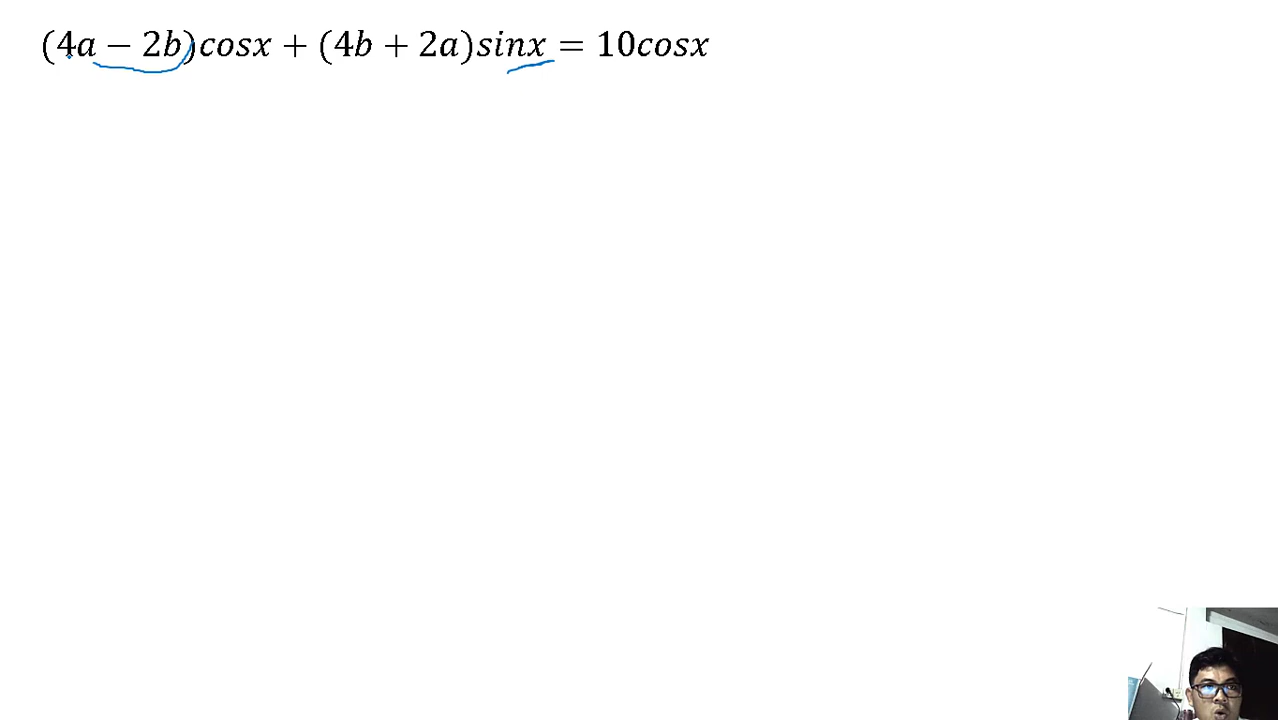 (4a − 2b)cosx + (4b + 2a)sinx = 10cosx